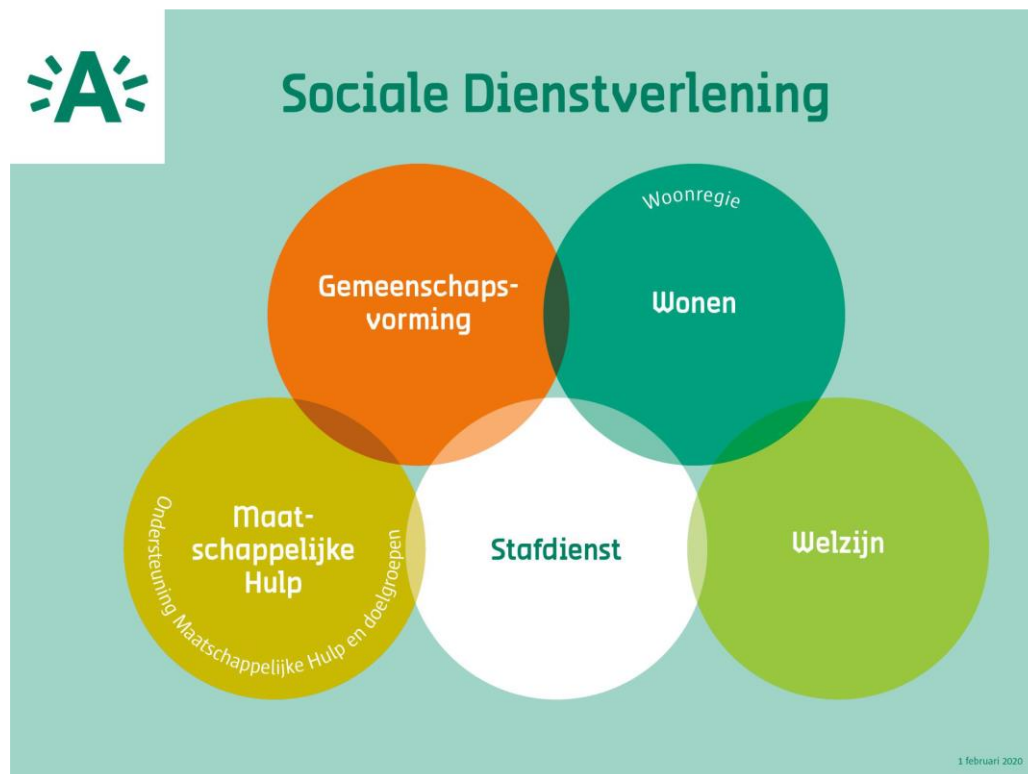 A
Sociale Dienstverlening
Woonregie
Gemeenschaps-
vorming
Wonen
Maat-
schappelijke
Hulp
Ondersteuning Maatschappelijke Hulp en doelgroepen
Stafdienst
Welzijn
1 februari 2020